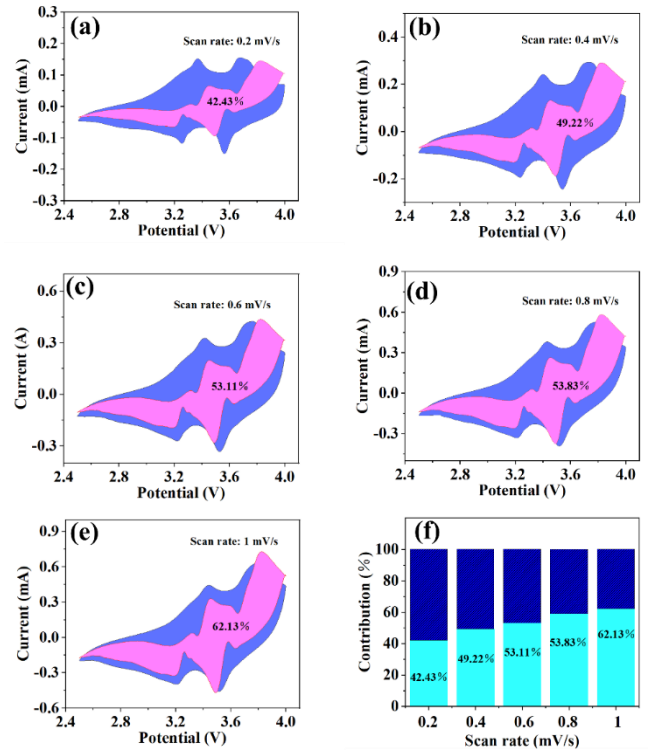 (a)
Scan rate: 0.2 mV/s
42.43%
Current (mA)
0.3
0.2
0.1
0.0
-0.1
-0.2
-0.3
2.4 2.8 3.2 3.6 4.0
Potential (V)
(b)
Scan rate: 0.4 mV/s
49.22%
Current (mA)
0.4
0.2
0.0
-0.2
2.4 2.8 3.2 3.6 4.0
Potential (V)
(c)
Scan rate: 0.6 mV/s
53.11%
Current (A)
0.6
0.3
0.0
-0.3
2.4 2.8 3.2 3.6 4.0
Potential (V)
(d)
Scan rate: 0.8 mV/s
53.83%
Current (mA)
0.9
0.6
0.3
0.0
-0.3
2.4 2.8 3.2 3.6 4.0
Potential (V)
(e)
Scan rate: 1 mV/s
62.13%
Current (mA)
0.9
0.6
0.3
0.0
-0.3
-0.6
2.4 2.8 3.2 3.6 4.0
Potential (V)
(f)
Contribution (%)
100
80
60
40
20
0
42.43% 49.22% 53.11% 53.83% 62.13%
0.2 0.4 0.6 0.8 1
Scan rate (mV/s)